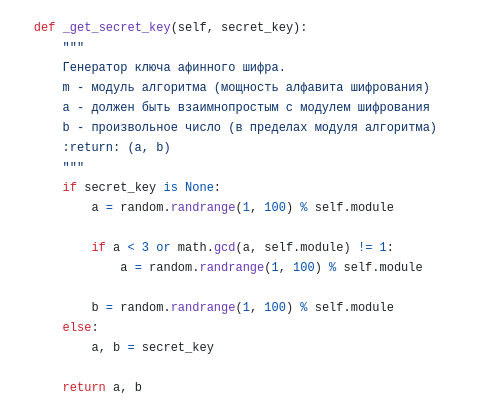 def _get_secret_key(self, secret_key):
    """
    Генератор ключа афинного шифра.
    m - модуль алгоритма (мощность алфавита шифрования)
    a - должен быть взаимнопростым с модулем шифрования
    b - произвольное число (в пределах модуля алгоритма)
    :return: (a, b)
    """
    if secret_key is None:
        a = random.randrange(1, 100) % self.module

        if a < 3 or math.gcd(a, self.module) != 1:
            a = random.randrange(1, 100) % self.module

        b = random.randrange(1, 100) % self.module
    else:
        a, b = secret_key

    return a, b